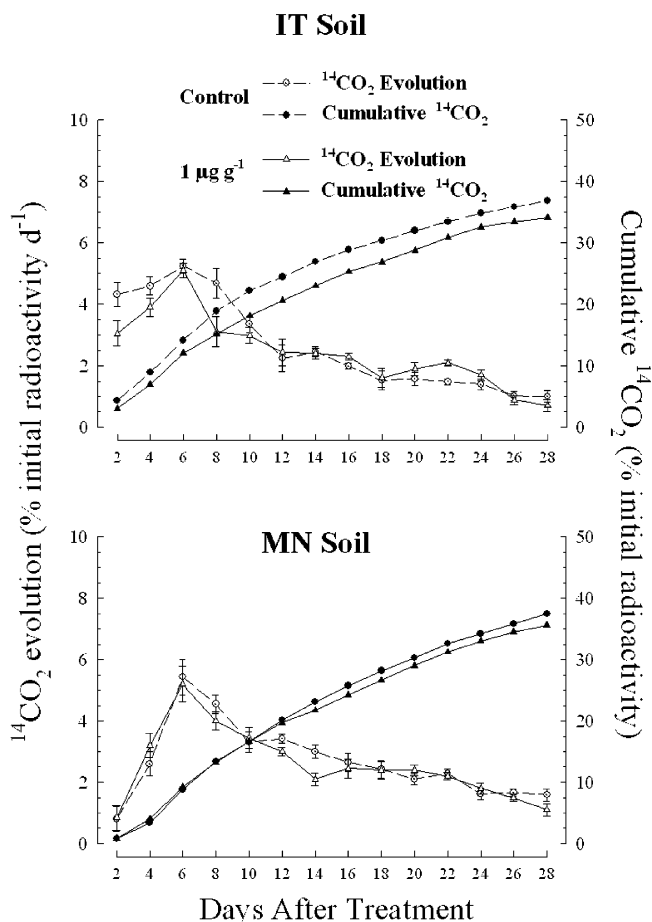 IT Soil
Control
¹⁴CO₂ Evolution
Cumulative ¹⁴CO₂
1 µg g⁻¹
¹⁴CO₂ Evolution
Cumulative ¹⁴CO₂
10
8
6
4
2
0
50
40
30
20
10
0
2 4 6 8 10 12 14 16 18 20 22 24 26 28
MN Soil
10
8
6
4
2
0
50
40
30
20
10
0
2 4 6 8 10 12 14 16 18 20 22 24 26 28
¹⁴CO₂ evolution (% initial radioactivity d⁻¹)
Cumulative ¹⁴CO₂ (% initial radioactivity)
Days After Treatment